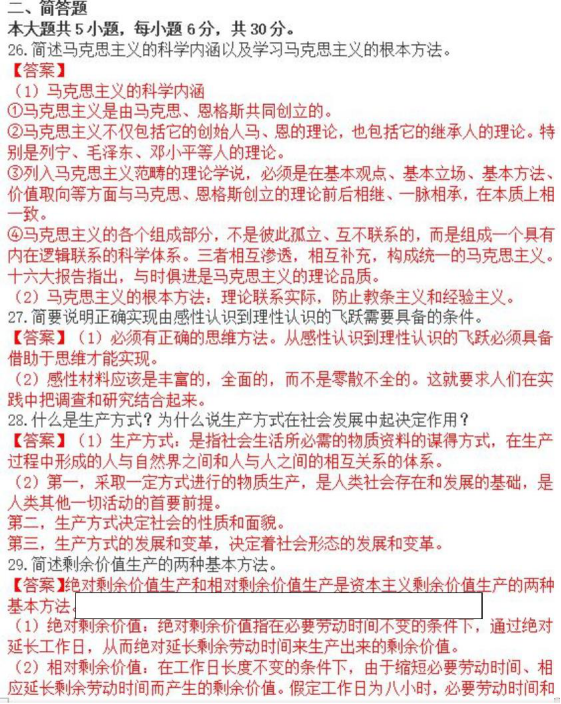 二、简答题
本大题共 5 小题，每小题 6 分，共 30 分。
26.简述马克思主义的科学内涵以及学习马克思主义的根本方法。
【答案】
（1）马克思主义的科学内涵
①马克思主义是由马克思、恩格斯共同创立的。
②马克思主义不仅包括它的创始人马、恩的理论，也包括它的继承人的理论。特
别是列宁、毛泽东、邓小平等人的理论。
③列入马克思主义范畴的理论学说，必须是在基本观点、基本立场、基本方法、
价值取向等方面与马克思、恩格斯创立的理论前后相继、一脉相承，在本质上相
一致。
④马克思主义的各个组成部分，不是彼此孤立、互不联系的，而是组成一个具有
内在逻辑联系的科学体系。三者相互渗透，相互补充，构成统一的马克思主义。
十六大报告指出，与时俱进是马克思主义的理论品质。
（2）马克思主义的根本方法：理论联系实际，防止教条主义和经验主义。
27.简要说明正确实现由感性认识到理性认识的飞跃需要具备的条件。
【答案】（1）必须有正确的思维方法。从感性认识到理性认识的飞跃必须具备
借助于思维才能实现。
（2）感性材料应该是丰富的，全面的，而不是零散不全的。这就要求人们在实
践中把调查和研究结合起来。
28.什么是生产方式？为什么说生产方式在社会发展中起决定作用？
【答案】（1）生产方式：是指社会生活所必需的物质资料的谋得方式，在生产
过程中形成的人与自然界之间和人与人之间的相互关系的体系。
（2）第一，采取一定方式进行的物质生产，是人类社会存在和发展的基础，是
人类其他一切活动的首要前提。
第二，生产方式决定社会的性质和面貌。
第三，生产方式的发展和变革，决定着社会形态的发展和变革。
29.简述剩余价值生产的两种基本方法。
【答案】绝对剩余价值生产和相对剩余价值生产是资本主义剩余价值生产的两种
基本方法。
（1）绝对剩余价值：绝对剩余价值指在必要劳动时间不变的条件下，通过绝对
延长工作日，从而绝对延长剩余劳动时间来生产出来的剩余价值。
（2）相对剩余价值：在工作日长度不变的条件下，由于缩短必要劳动时间、相
应延长剩余劳动时间而产生的剩余价值。假定工作日为八小时，必要劳动时间和